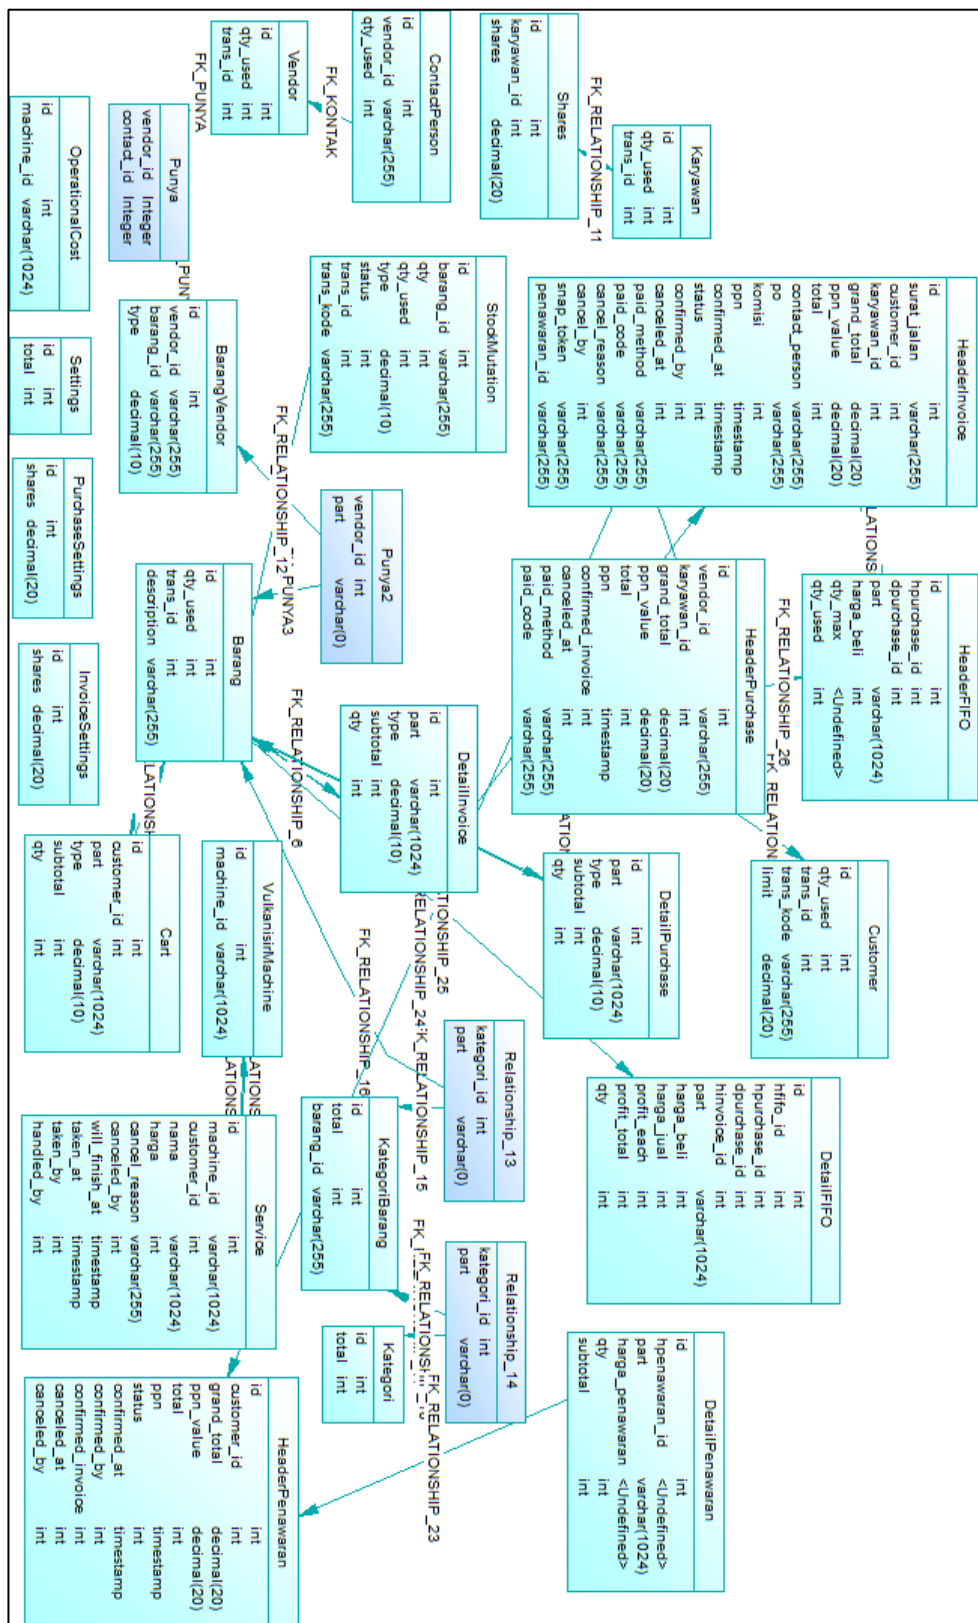 HeaderInvoice
id int
surat_jalan varchar(255)
customer_id int
karyawan_id int
grand_total decimal(20)
ppn_value decimal(20)
total int
contact_person varchar(255)
po varchar(255)
komisi int
ppn timestamp
confirmed_at timestamp
status int
confirmed_by int
canceled_at int
paid_method varchar(255)
paid_code varchar(255)
cancel_reason varchar(255)
cancel_by int
snap_token varchar(255)
penawaran_id varchar(255)
HeaderFIFO
id int
hpurchase_id int
dpurchase_id int
part varchar(1024)
harga_beli int
qty_max <Undefined>
qty_used int
FK_RELATIONSHIP_26
Customer
id int
qty_used int
trans_id int
trans_kode varchar(255)
limit decimal(20)
DetailFIFO
id int
hfifo_id int
hpurchase_id int
dpurchase_id int
hinvoice_id int
part varchar(1024)
harga_beli int
harga_jual int
profit_each int
profit_total int
qty int
DetailPenawaran
id int
hpenawaran_id <Undefined>
part varchar(1024)
harga_penawaran <Undefined>
qty int
subtotal int
Karyawan
id int
qty_used int
trans_id int
FK_RELATIONSHIP_11
Shares
id int
karyawan_id int
shares decimal(20)
HeaderPurchase
id int
vendor_id varchar(255)
karyawan_id int
grand_total decimal(20)
ppn_value decimal(20)
total int
ppn timestamp
confirmed_invoice int
canceled_at int
paid_method varchar(255)
paid_code varchar(255)
DetailPurchase
id int
part varchar(1024)
type decimal(10)
subtotal int
qty int
Relationship_13
kategori_id int
part varchar(0)
Relationship_14
kategori_id int
part varchar(0)
ContactPerson
id int
vendor_id varchar(255)
qty_used int
FK_KONTAK
Vendor
id int
qty_used int
trans_id int
FK_PUNYA
StockMutation
id int
barang_id int
qty int
qty_used int
type decimal(10)
status int
trans_id int
trans_kode varchar(255)
DetailInvoice
id int
part varchar(1024)
type decimal(10)
subtotal int
qty int
KategoriBarang
id int
total int
barang_id varchar(255)
FK_RELATIONSHIP_23
Kategori
id int
total int
Punya
vendor_id Integer
contact_id Integer
BarangVendor
id int
vendor_id varchar(255)
barang_id varchar(255)
type decimal(10)
FK_RELATIONSHIP_12
Punya2
vendor_id int
part varchar(0)
Barang
id int
qty_used int
trans_id int
description varchar(255)
FK_RELATIONSHIP_6
FK_RELATIONSHIP_16
VulkanisirMachine
id int
machine_id varchar(1024)
Service
id int
machine_id varchar(1024)
customer_id int
nama varchar(1024)
harga int
cancel_reason varchar(255)
canceled_by int
will_finish_at timestamp
taken_at timestamp
taken_by int
handled_by int
HeaderPenawaran
id int
customer_id int
grand_total decimal(20)
ppn_value decimal(20)
total int
ppn timestamp
status int
confirmed_at timestamp
confirmed_by int
confirmed_invoice int
canceled_at int
canceled_by int
OperationalCost
id int
machine_id varchar(1024)
Settings
id int
total int
PurchaseSettings
id int
shares decimal(20)
InvoiceSettings
id int
shares decimal(20)
Cart
id int
customer_id int
part varchar(1024)
type decimal(10)
subtotal int
qty int